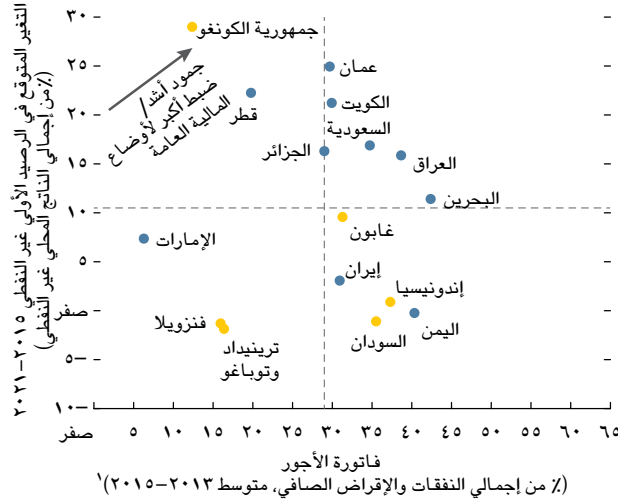 التغير المتوقع في الرصيد الأولي غير النفطي ٢٠١٥–٢٠٢١
(٪ من إجمالي الناتج المحلي غير النفطي)
٣٠
٢٥
٢٠
١٥
١٠
٥
صفر
٥–
١٠–
جمهورية الكونغو
جمود أشد/
ضبط أكبر لأوضاع
المالية العامة
قطر
عمان
الكويت
السعودية
الجزائر
العراق
البحرين
غابون
الإمارات
إيران
إندونيسيا
اليمن
السودان
فنزويلا
ترينيداد
وتوباغو
صفر ٥ ١٠ ١٥ ٢٠ ٢٥ ٣٠ ٣٥ ٤٠ ٤٥ ٥٠ ٥٥ ٦٠ ٦٥
فاتورة الأجور
(٪ من إجمالي النفقات والإقراض الصافي، متوسط ٢٠١٣–٢٠١٥)١